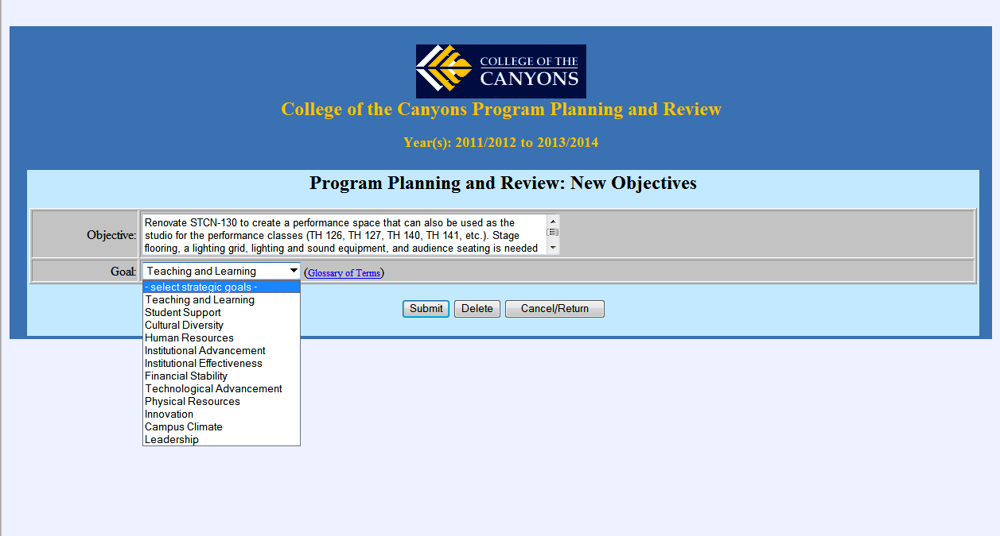 COLLEGE OF THE
CANYONS
College of the Canyons Program Planning and Review
Year(s): 2011/2012 to 2013/2014
Program Planning and Review: New Objectives
Objective:
Renovate STCN-130 to create a performance space that can also be used as the
studio for the performance classes (TH 126, TH 127, TH 140, TH 141, etc.). Stage
flooring, a lighting grid, lighting and sound equipment, and audience seating is needed
Goal: Teaching and Learning (Glossary of Terms)
- select strategic goals -
Teaching and Learning
Student Support
Cultural Diversity
Human Resources
Institutional Advancement
Institutional Effectiveness
Financial Stability
Technological Advancement
Physical Resources
Innovation
Campus Climate
Leadership
Submit Delete Cancel/Return